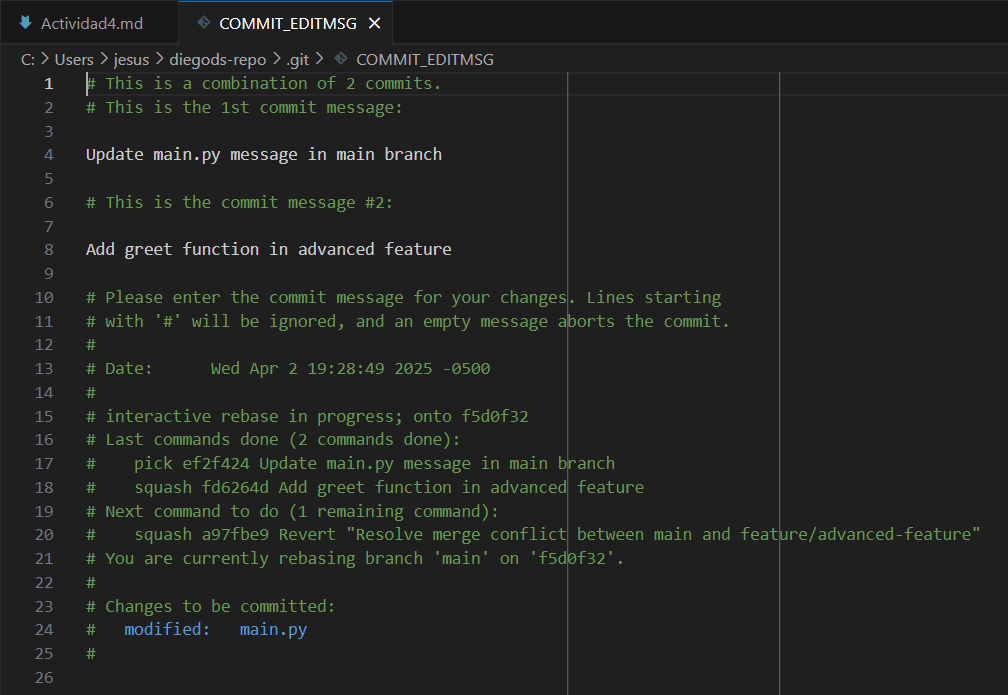 Actividad4.md COMMIT_EDITMSG
C: > Users > jesus > diegods-repo > .git > COMMIT_EDITMSG
1 # This is a combination of 2 commits.
2 # This is the 1st commit message:
3
4 Update main.py message in main branch
5
6 # This is the commit message #2:
7
8 Add greet function in advanced feature
9
10 # Please enter the commit message for your changes. Lines starting
11 # with '#' will be ignored, and an empty message aborts the commit.
12 #
13 # Date:      Wed Apr 2 19:28:49 2025 -0500
14 #
15 # interactive rebase in progress; onto f5d0f32
16 # Last commands done (2 commands done):
17 #    pick ef2f424 Update main.py message in main branch
18 #    squash fd6264d Add greet function in advanced feature
19 # Next command to do (1 remaining command):
20 #    squash a97fbe9 Revert "Resolve merge conflict between main and feature/advanced-feature"
21 # You are currently rebasing branch 'main' on 'f5d0f32'.
22 #
23 # Changes to be committed:
24 #   modified:   main.py
25 #
26